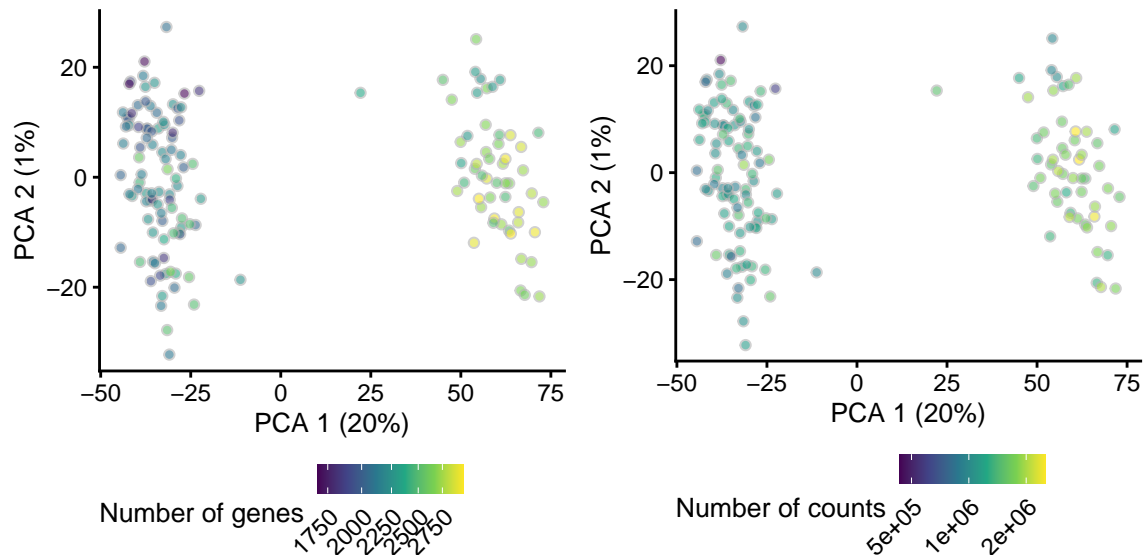 20
0
−20
PCA 2 (1%)
−50 −25 0 25 50 75
PCA 1 (20%)
Number of genes
1750 2000 2250 2500 2750
20
0
−20
PCA 2 (1%)
−50 −25 0 25 50 75
PCA 1 (20%)
Number of counts
5e+05 1e+06 2e+06